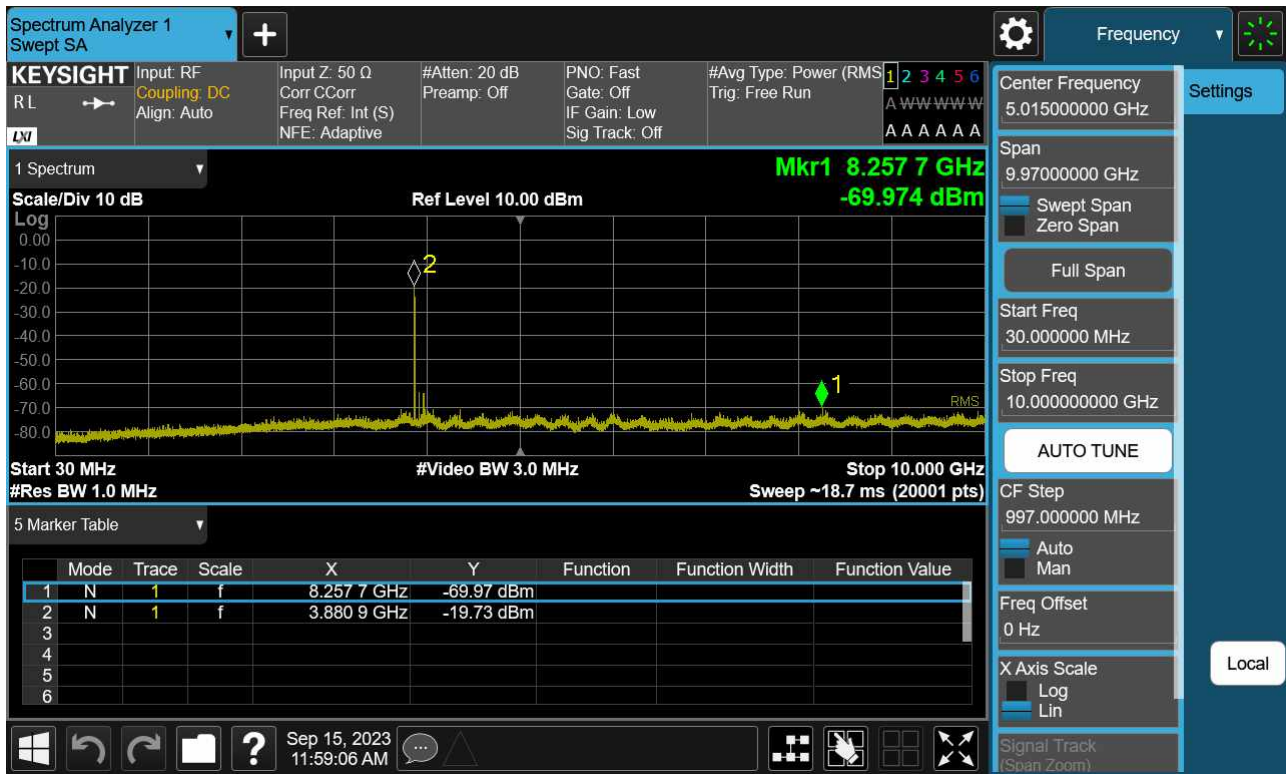 Spectrum Analyzer 1
Swept SA
Frequency
KEYSIGHT
Input: RF
Input Z: 50 Ω
#Atten: 20 dB
PNO: Fast
#Avg Type: Power (RMS
1 2 3 4 5 6
R L
Coupling: DC
Corr CCorr
Preamp: Off
Gate: Off
Trig: Free Run
A W W W W W
Align: Auto
Freq Ref: Int (S)
IF Gain: Low
LXI
NFE: Adaptive
Sig Track: Off
A A A A A A
1 Spectrum
Mkr1 8.257 7 GHz
Scale/Div 10 dB
Ref Level 10.00 dBm
-69.974 dBm
Log
0.00
-10.0
2
-20.0
-30.0
-40.0
-50.0
-60.0
1
-70.0
RMS
-80.0
Start 30 MHz
#Video BW 3.0 MHz
Stop 10.000 GHz
#Res BW 1.0 MHz
Sweep ~18.7 ms (20001 pts)
5 Marker Table
Mode Trace Scale X Y Function Function Width Function Value
1 N 1 f 8.257 7 GHz -69.97 dBm
2 N 1 f 3.880 9 GHz -19.73 dBm
3
4
5
6
Sep 15, 2023
11:59:06 AM
Center Frequency
5.015000000 GHz
Settings
Span
9.97000000 GHz
Swept Span
Zero Span
Full Span
Start Freq
30.000000 MHz
Stop Freq
10.000000000 GHz
AUTO TUNE
CF Step
997.000000 MHz
Auto
Man
Freq Offset
0 Hz
Local
X Axis Scale
Log
Lin
Signal Track
(Span Zoom)